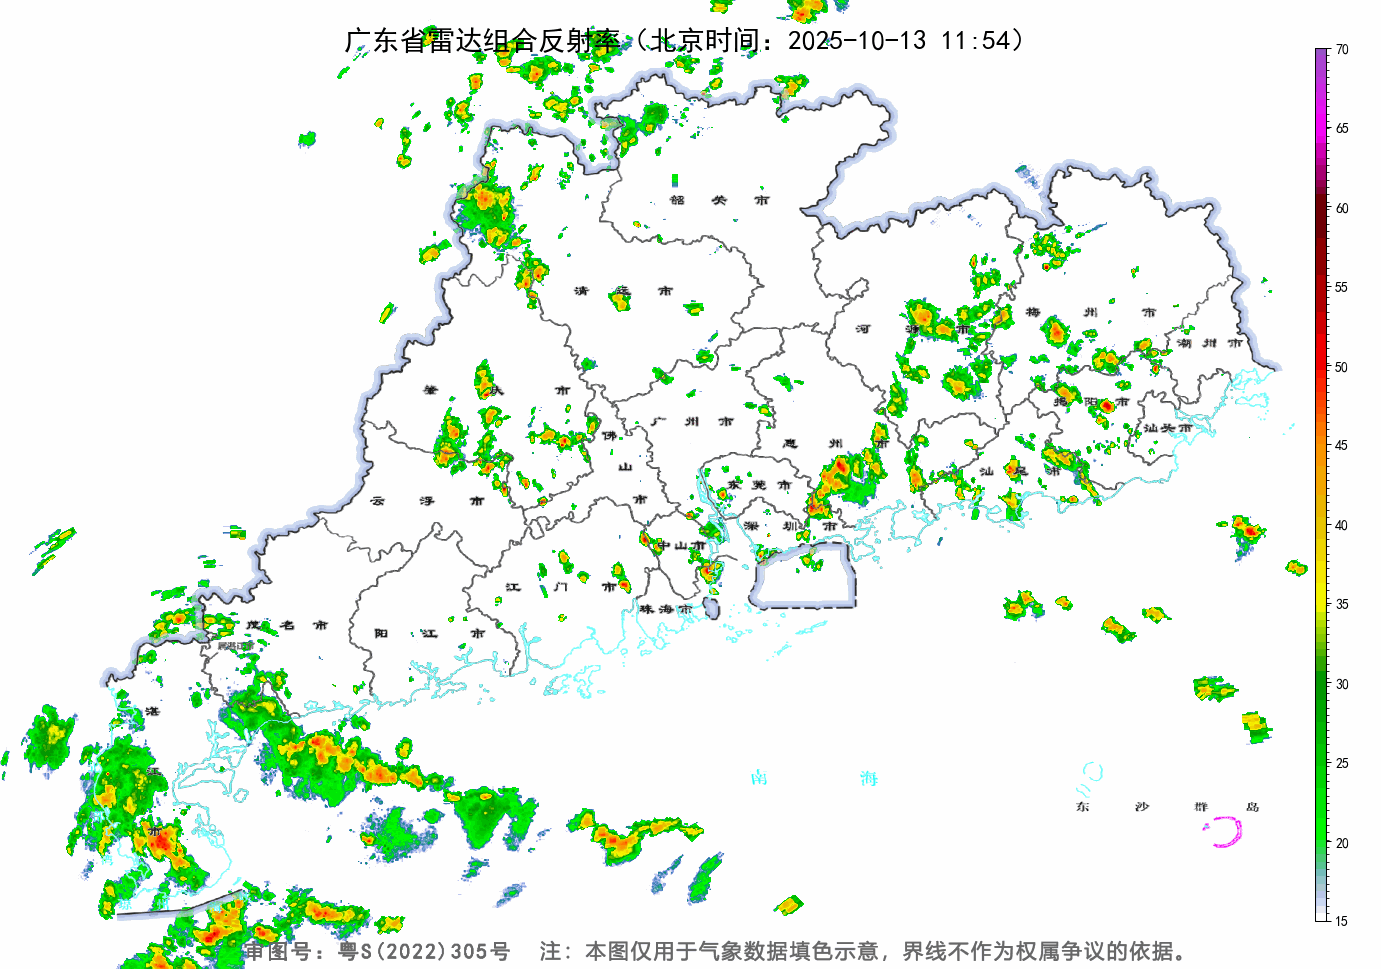 广东省雷达组合反射率（北京时间：2025-10-13 11:54）
70
65
60
55
50
45
40
35
30
25
20
15
韶关市
清远市
河源市
梅州市
潮州市
肇庆市
广州市
佛山市
惠州市
揭阳市
汕头市
汕尾市
云浮市
东莞市
深圳市
中山市
江门市
珠海市
茂名市
阳江市
湛江市
南海
东沙群岛
审图号：粤S(2022)305号 注：本图仅用于气象数据填色示意，界线不作为权属争议的依据。